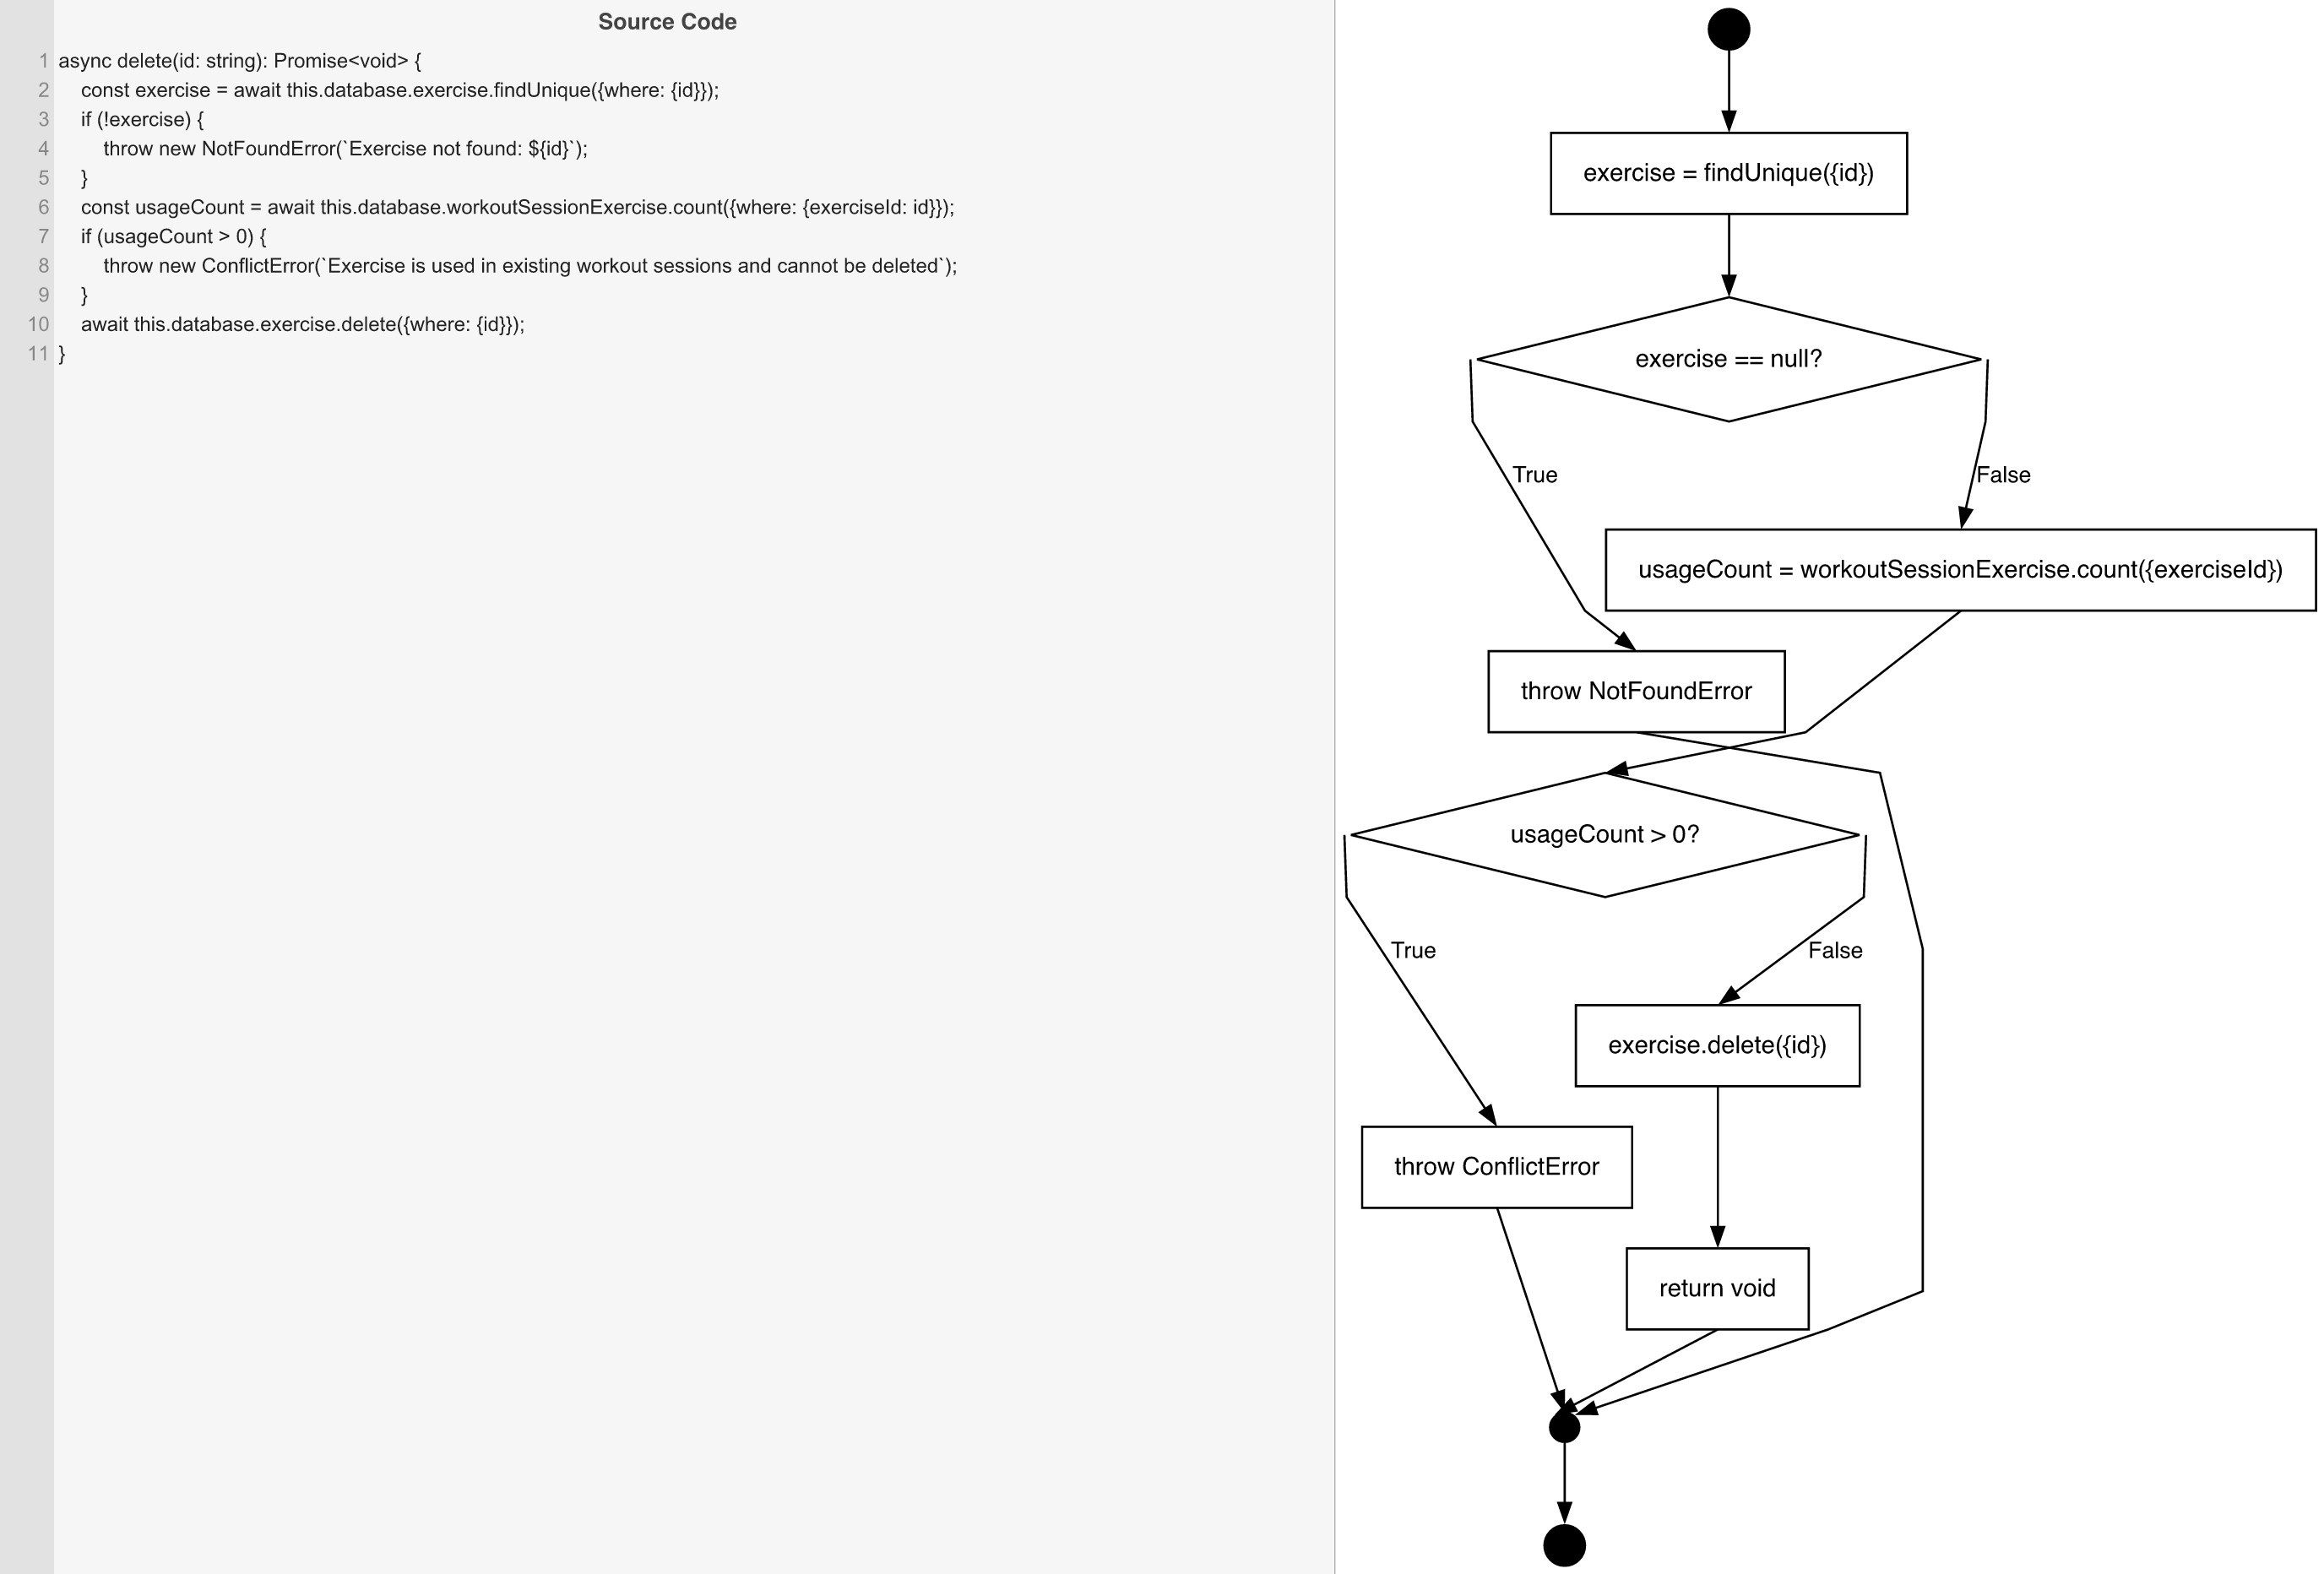 Source Code
1 async delete(id: string): Promise<void> {
2 const exercise = await this.database.exercise.findUnique({where: {id}});
3 if (!exercise) {
4 throw new NotFoundError(`Exercise not found: ${id}`);
5 }
6 const usageCount = await this.database.workoutSessionExercise.count({where: {exerciseId: id}});
7 if (usageCount > 0) {
8 throw new ConflictError(`Exercise is used in existing workout sessions and cannot be deleted`);
9 }
10 await this.database.exercise.delete({where: {id}});
11 }
exercise = findUnique({id})
exercise == null?
True
False
usageCount = workoutSessionExercise.count({exerciseId})
throw NotFoundError
usageCount > 0?
True
False
exercise.delete({id})
throw ConflictError
return void